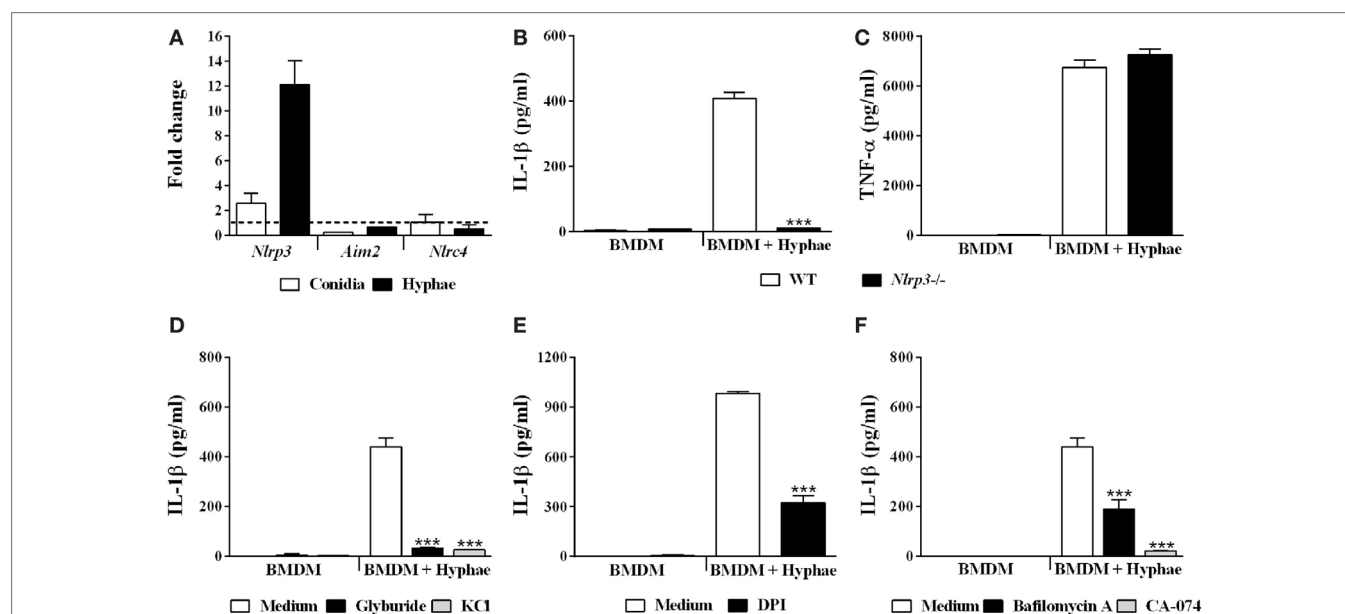 A
Fold change
16
14
12
10
8
6
4
2
0
Nlrp3 Aim2 Nlrc4
Conidia Hyphae
B
IL-1β (pg/ml)
600
400
200
0
***
BMDM BMDM + Hyphae
WT Nlrp3-/-
C
TNF-α (pg/ml)
8000
6000
4000
2000
0
BMDM BMDM + Hyphae
D
IL-1β (pg/ml)
800
600
400
200
0
*** ***
BMDM BMDM + Hyphae
Medium Glyburide KCl
E
IL-1β (pg/ml)
1200
900
600
300
0
***
BMDM BMDM + Hyphae
Medium DPI
F
IL-1β (pg/ml)
800
600
400
200
0
***
***
BMDM BMDM + Hyphae
Medium Bafilomycin A CA-074